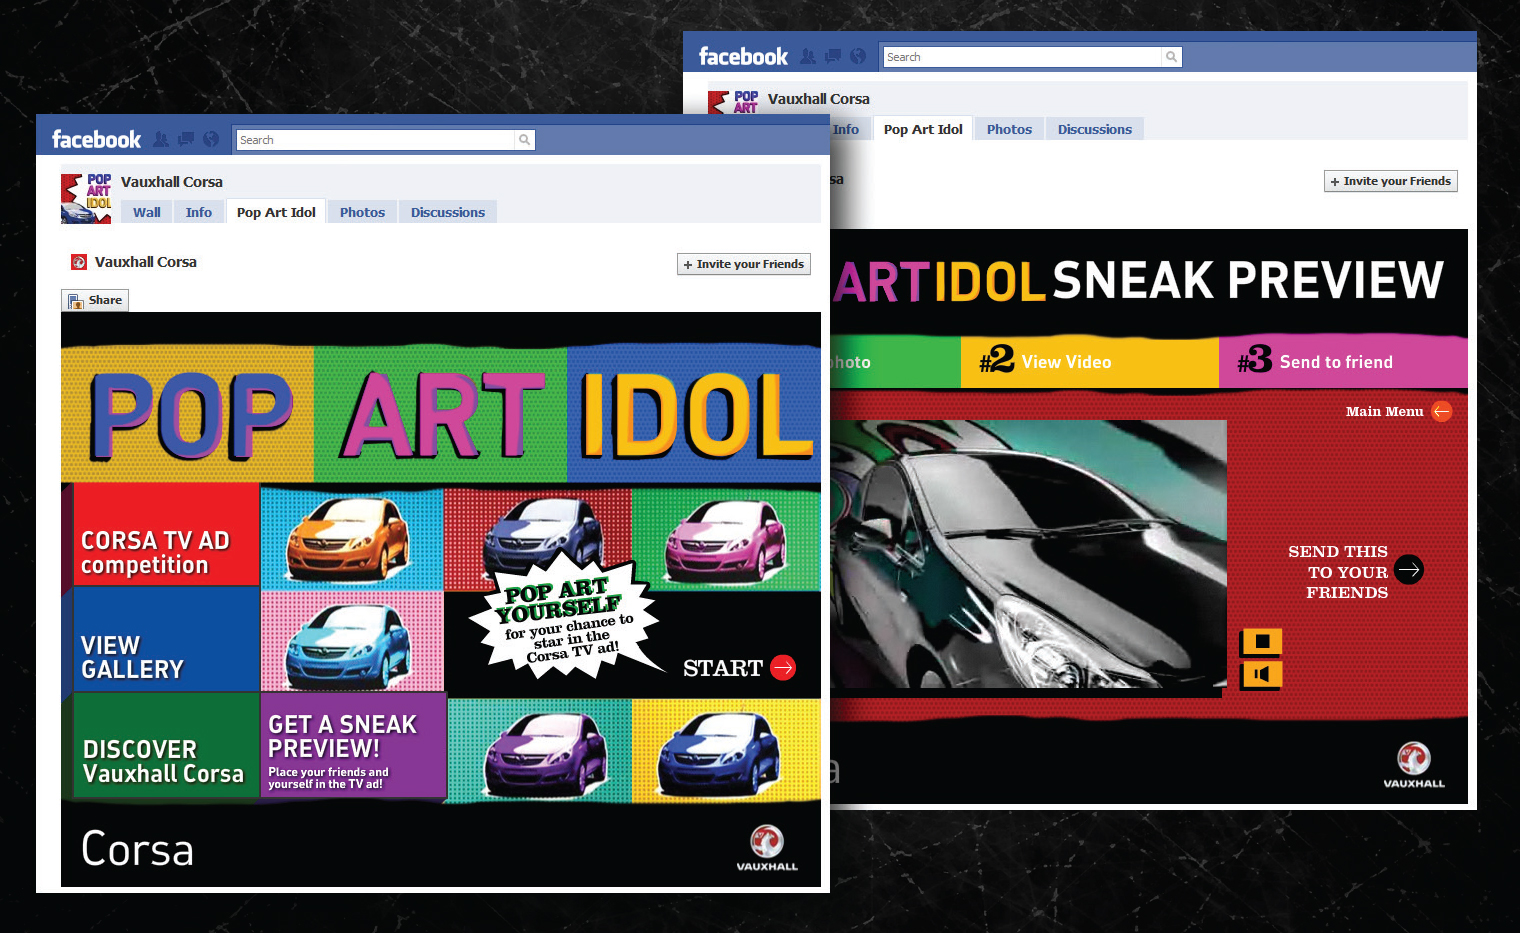 facebook
Search
Vauxhall Corsa
POP
ART
IDOL
Wall
Info
Pop Art Idol
Photos
Discussions
Vauxhall Corsa
+ Invite your Friends
Share
POP ART IDOL
CORSA TV AD
competition
VIEW
GALLERY
DISCOVER
Vauxhall Corsa
GET A SNEAK
PREVIEW!
Place your friends and
yourself in the TV ad!
POP ART
YOURSELF
for your chance to
star in the
Corsa TV ad!
START
Corsa
VAUXHALL
facebook
Search
POP
ART
Vauxhall Corsa
Info
Pop Art Idol
Photos
Discussions
sa
+ Invite your Friends
ART IDOL SNEAK PREVIEW
photo
#2 View Video
#3 Send to friend
Main Menu
SEND THIS
TO YOUR
FRIENDS
a
VAUXHALL